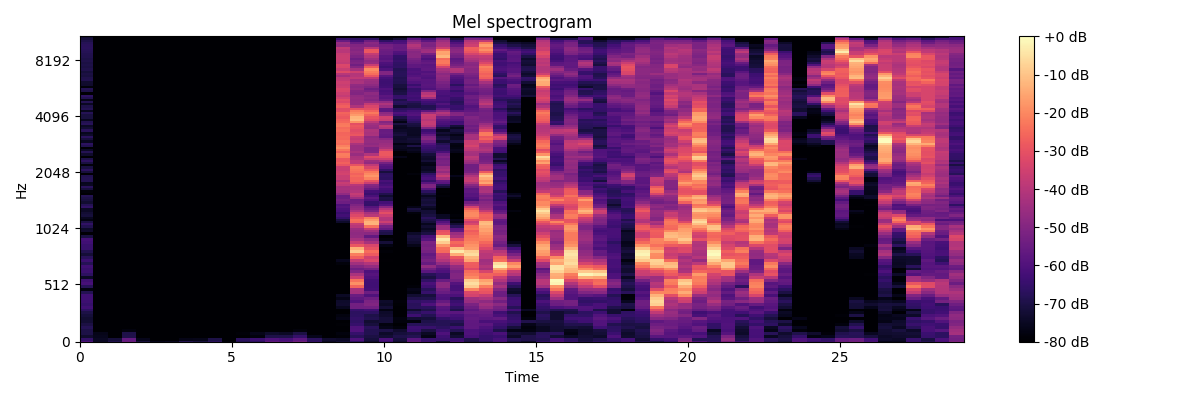 Mel spectrogram
Hz
8192
4096
2048
1024
512
0
0 5 10 15 20 25
Time
+0 dB
-10 dB
-20 dB
-30 dB
-40 dB
-50 dB
-60 dB
-70 dB
-80 dB